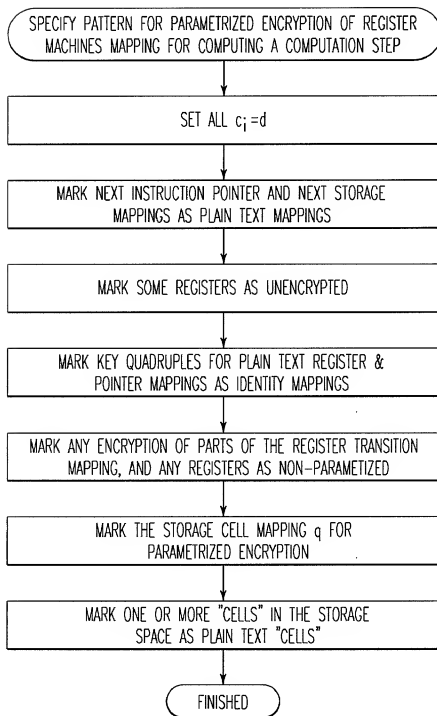 SPECIFY PATTERN FOR PARAMETRIZED ENCRYPTION OF REGISTER
MACHINES MAPPING FOR COMPUTING A COMPUTATION STEP
SET ALL ci=d
MARK NEXT INSTRUCTION POINTER AND NEXT STORAGE
MAPPINGS AS PLAIN TEXT MAPPINGS
MARK SOME REGISTERS AS UNENCRYPTED
MARK KEY QUADRUPLES FOR PLAIN TEXT REGISTER &
POINTER MAPPINGS AS IDENTITY MAPPINGS
MARK ANY ENCRYPTION OF PARTS OF THE REGISTER TRANSITION
MAPPING, AND ANY REGISTERS AS NON-PARAMETIZED
MARK THE STORAGE CELL MAPPING q FOR
PARAMETRIZED ENCRYPTION
MARK ONE OR MORE "CELLS" IN THE STORAGE
SPACE AS PLAIN TEXT "CELLS"
FINISHED